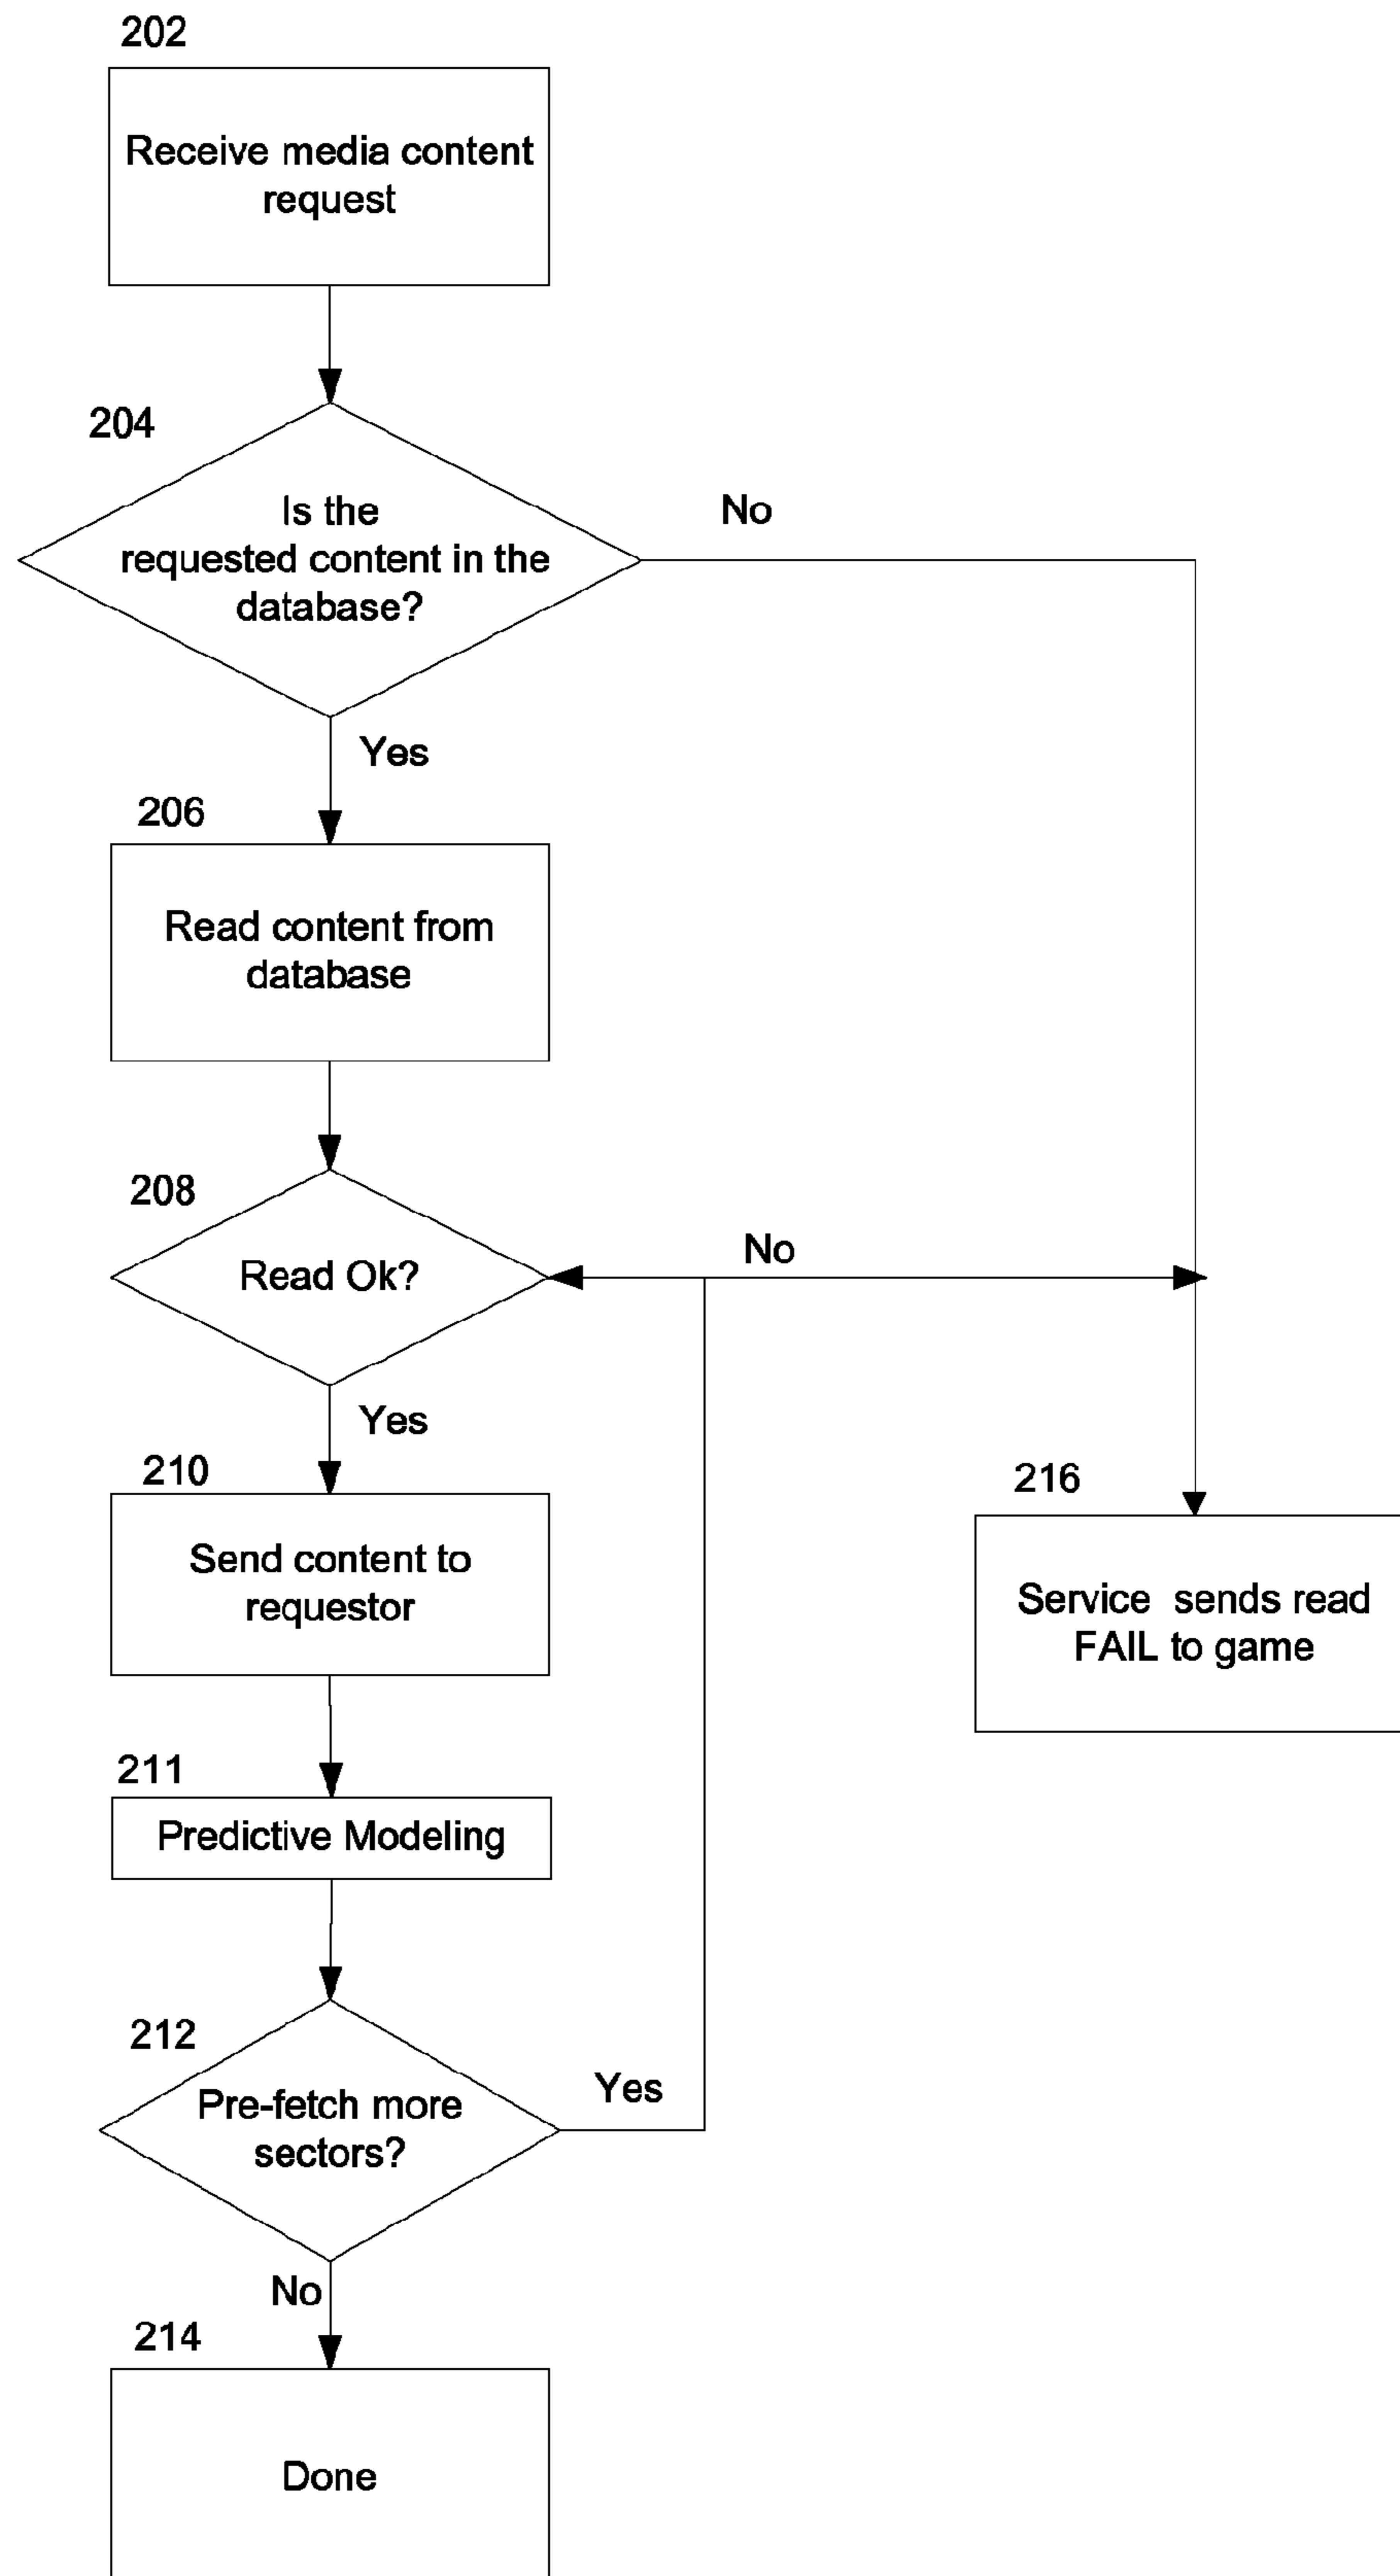 202
Receive media content
request
204
Is the
requested content in the
database?
No
Yes
206
Read content from
database
208
Read Ok?
No
Yes
210
Send content to
requestor
216
Service sends read
FAIL to game
211
Predictive Modeling
212
Pre-fetch more
sectors?
Yes
No
214
Done